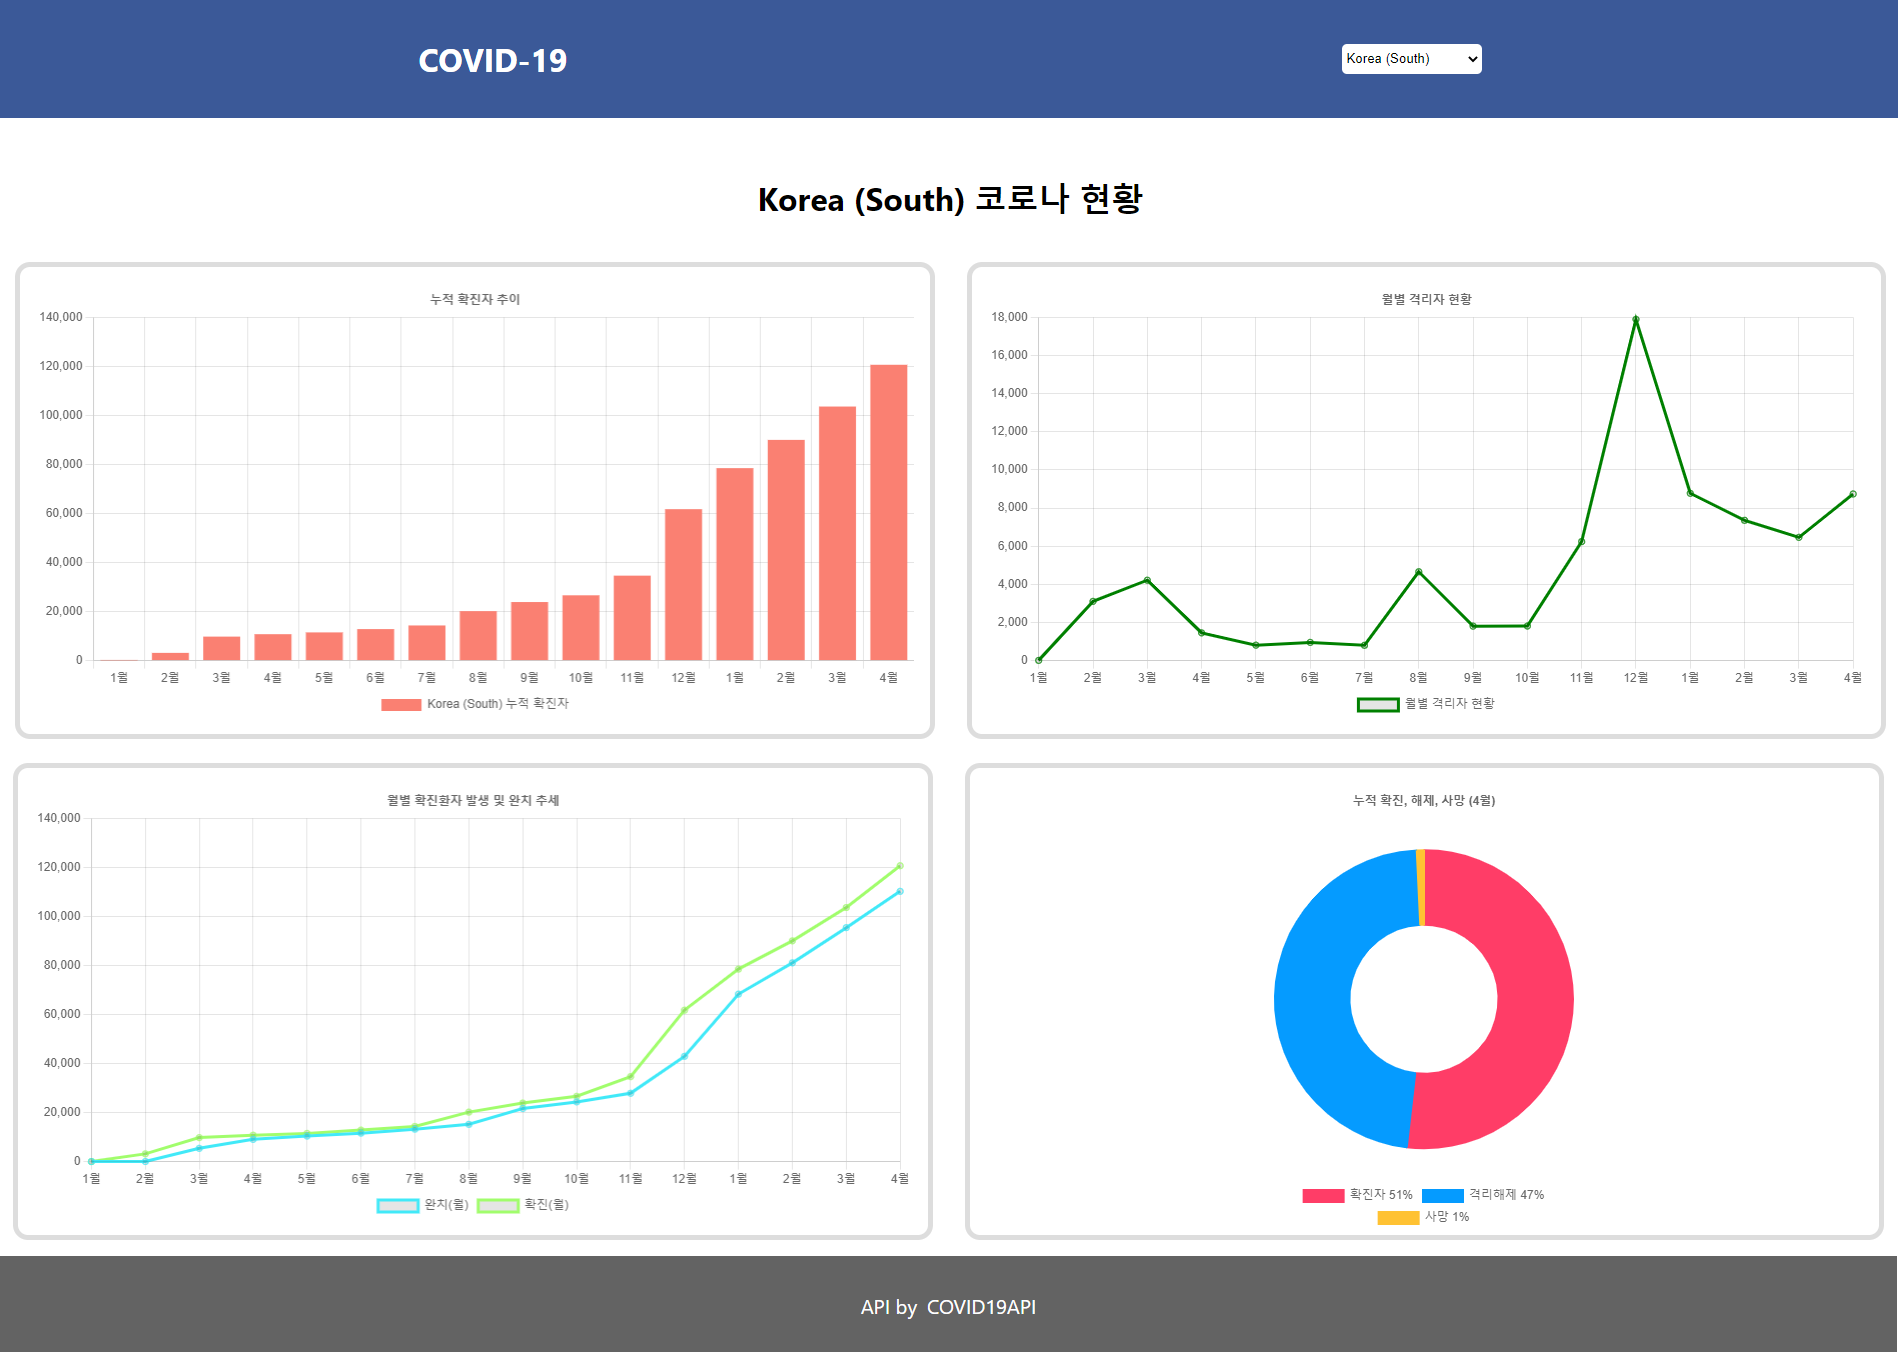 COVID-19
Korea (South)
Korea (South) 코로나 현황
누적 확진자 추이
140,000
120,000
100,000
80,000
60,000
40,000
20,000
0
1월 2월 3월 4월 5월 6월 7월 8월 9월 10월 11월 12월 1월 2월 3월 4월
Korea (South) 누적 확진자
월별 격리자 현황
18,000
16,000
14,000
12,000
10,000
8,000
6,000
4,000
2,000
0
1월 2월 3월 4월 5월 6월 7월 8월 9월 10월 11월 12월 1월 2월 3월 4월
월별 격리자 현황
월별 확진환자 발생 및 완치 추세
140,000
120,000
100,000
80,000
60,000
40,000
20,000
0
1월 2월 3월 4월 5월 6월 7월 8월 9월 10월 11월 12월 1월 2월 3월 4월
완치(월) 확진(월)
누적 확진, 해제, 사망 (4월)
확진자 51% 격리해제 47%
사망 1%
API by COVID19API